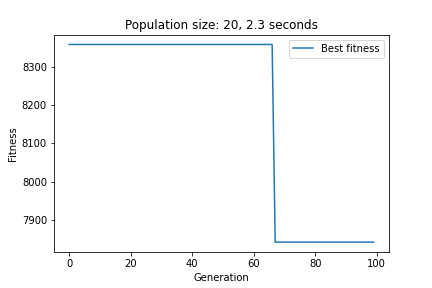 Population size: 20, 2.3 seconds
Best fitness
8300
8200
8100
8000
7900
Fitness
0 20 40 60 80 100
Generation